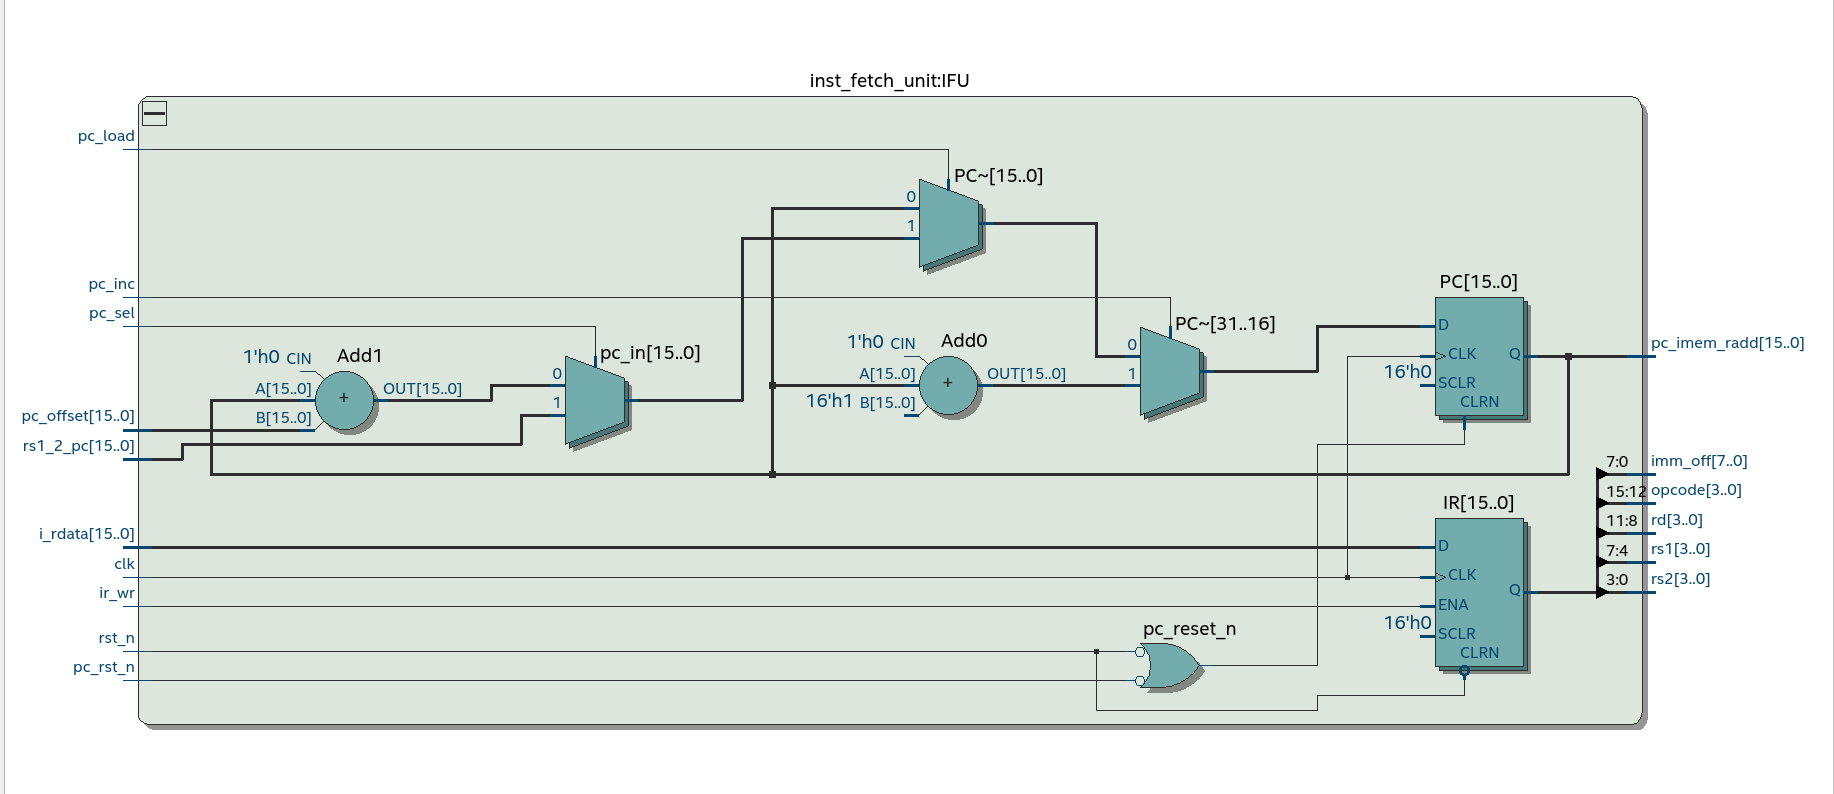 inst_fetch_unit:IFU
pc_load
PC~[15..0]
0
1
pc_inc
PC[15..0]
pc_sel
PC~[31..16]
D
1'h0 CIN
Add1
pc_in[15..0]
1'h0 CIN
Add0
0
pc_imem_radd[15..0]
CLK
Q
0
A[15..0]
+
OUT[15..0]
A[15..0]
+
OUT[15..0]
1
16'h0
SCLR
1
B[15..0]
16'h1 B[15..0]
CLRN
pc_offset[15..0]
rs1_2_pc[15..0]
7:0
imm_off[7..0]
15:12
opcode[3..0]
IR[15..0]
11:8
rd[3..0]
i_rdata[15..0]
D
7:4
rs1[3..0]
clk
CLK
3:0
rs2[3..0]
ir_wr
ENA
Q
16'h0
SCLR
rst_n
pc_reset_n
CLRN
pc_rst_n